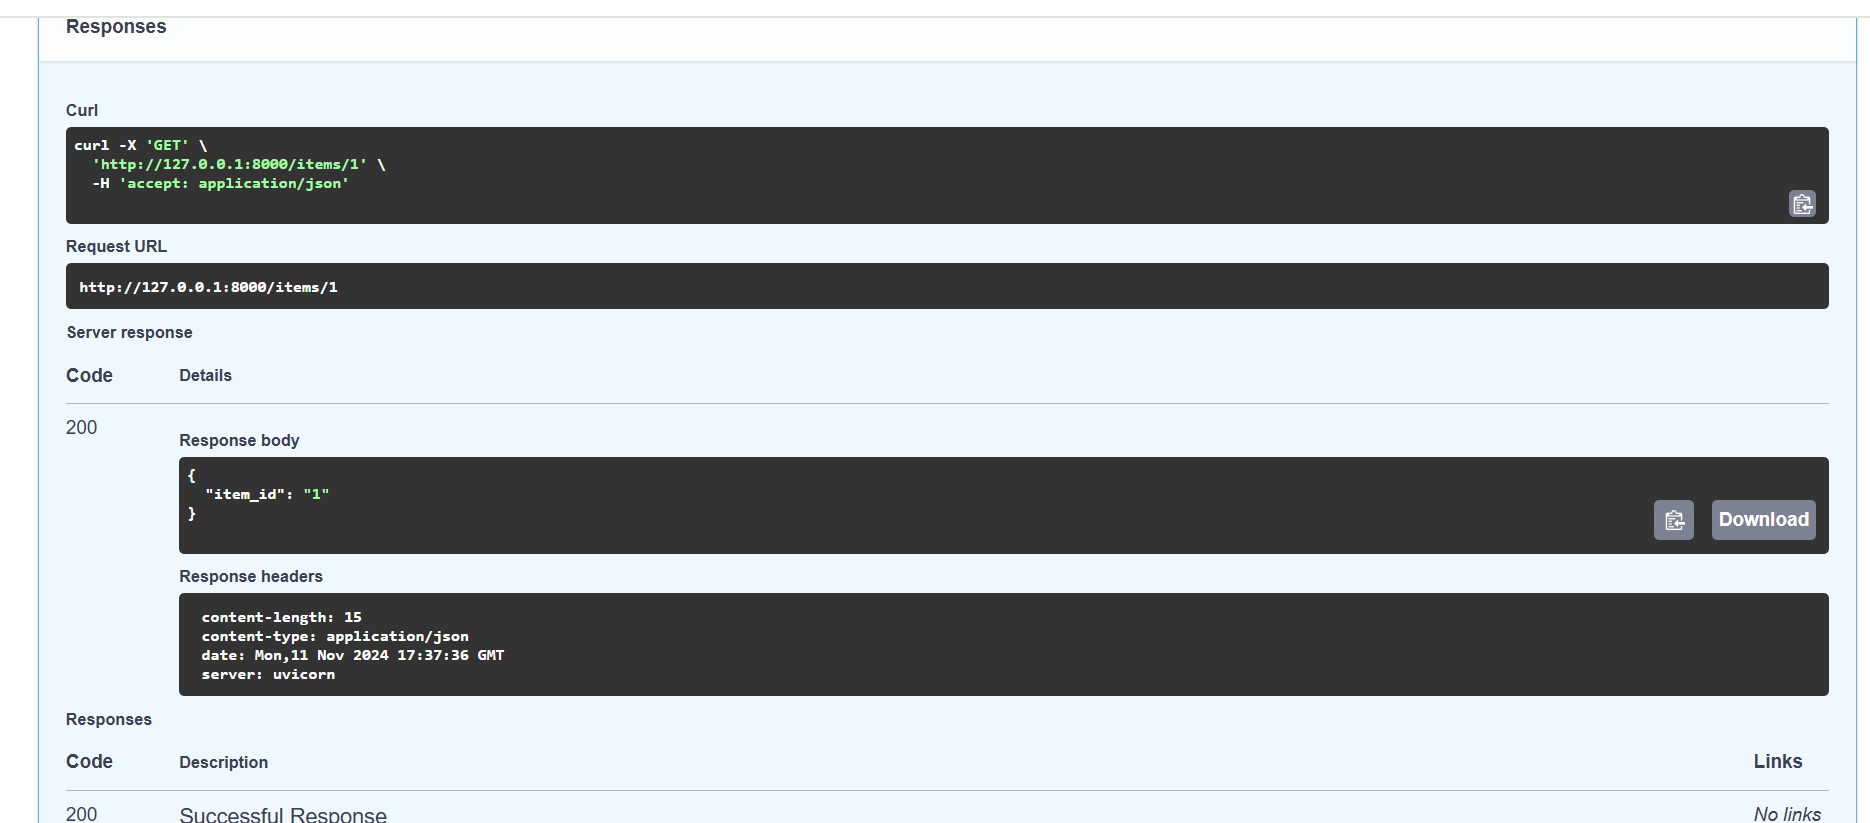 Responses
Curl
curl -X 'GET' \
  'http://127.0.0.1:8000/items/1' \
  -H 'accept: application/json'
Request URL
http://127.0.0.1:8000/items/1
Server response
Code Details
200
Response body
{
  "item_id": "1"
}
Download
Response headers
content-length: 15
content-type: application/json
date: Mon,11 Nov 2024 17:37:36 GMT
server: uvicorn
Responses
Code Description Links
200 Successful Response No links